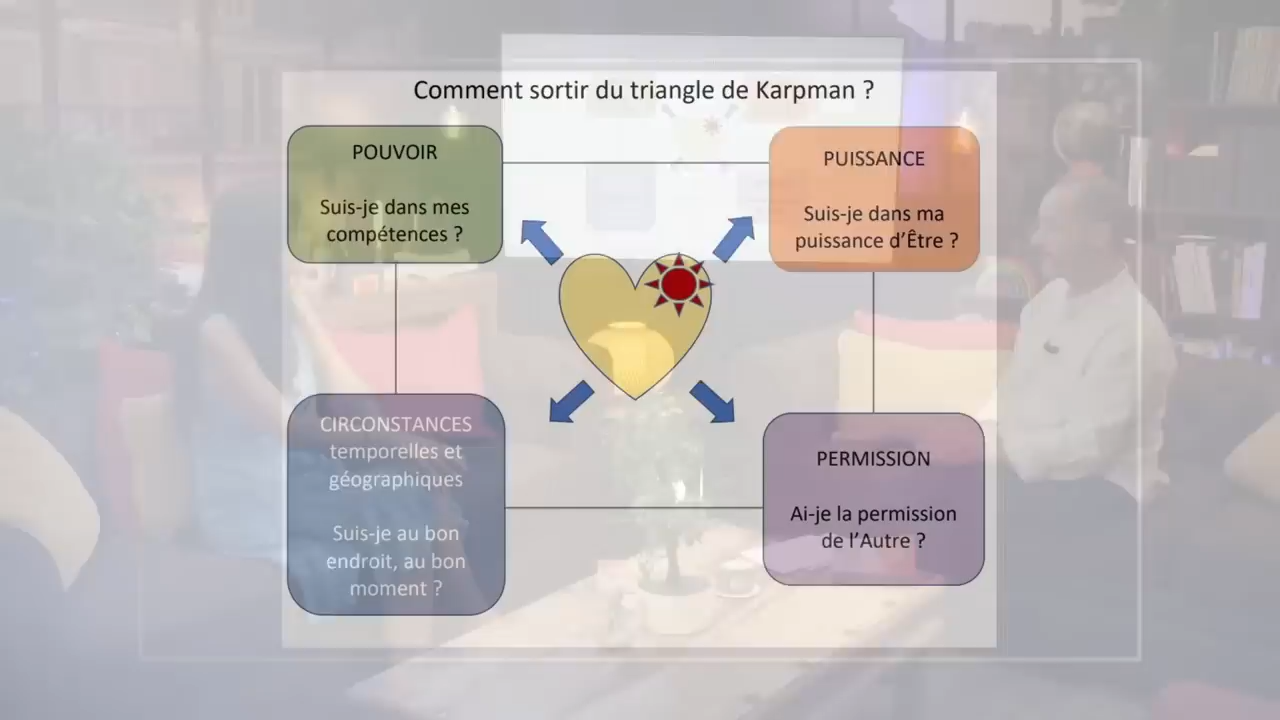 Comment sortir du triangle de Karpman ?
POUVOIR
Suis-je dans mes
compétences ?
PUISSANCE
Suis-je dans ma
puissance d'Être ?
CIRCONSTANCES
temporelles et
géographiques
Suis-je au bon
endroit, au bon
moment ?
PERMISSION
Ai-je la permission
de l'Autre ?